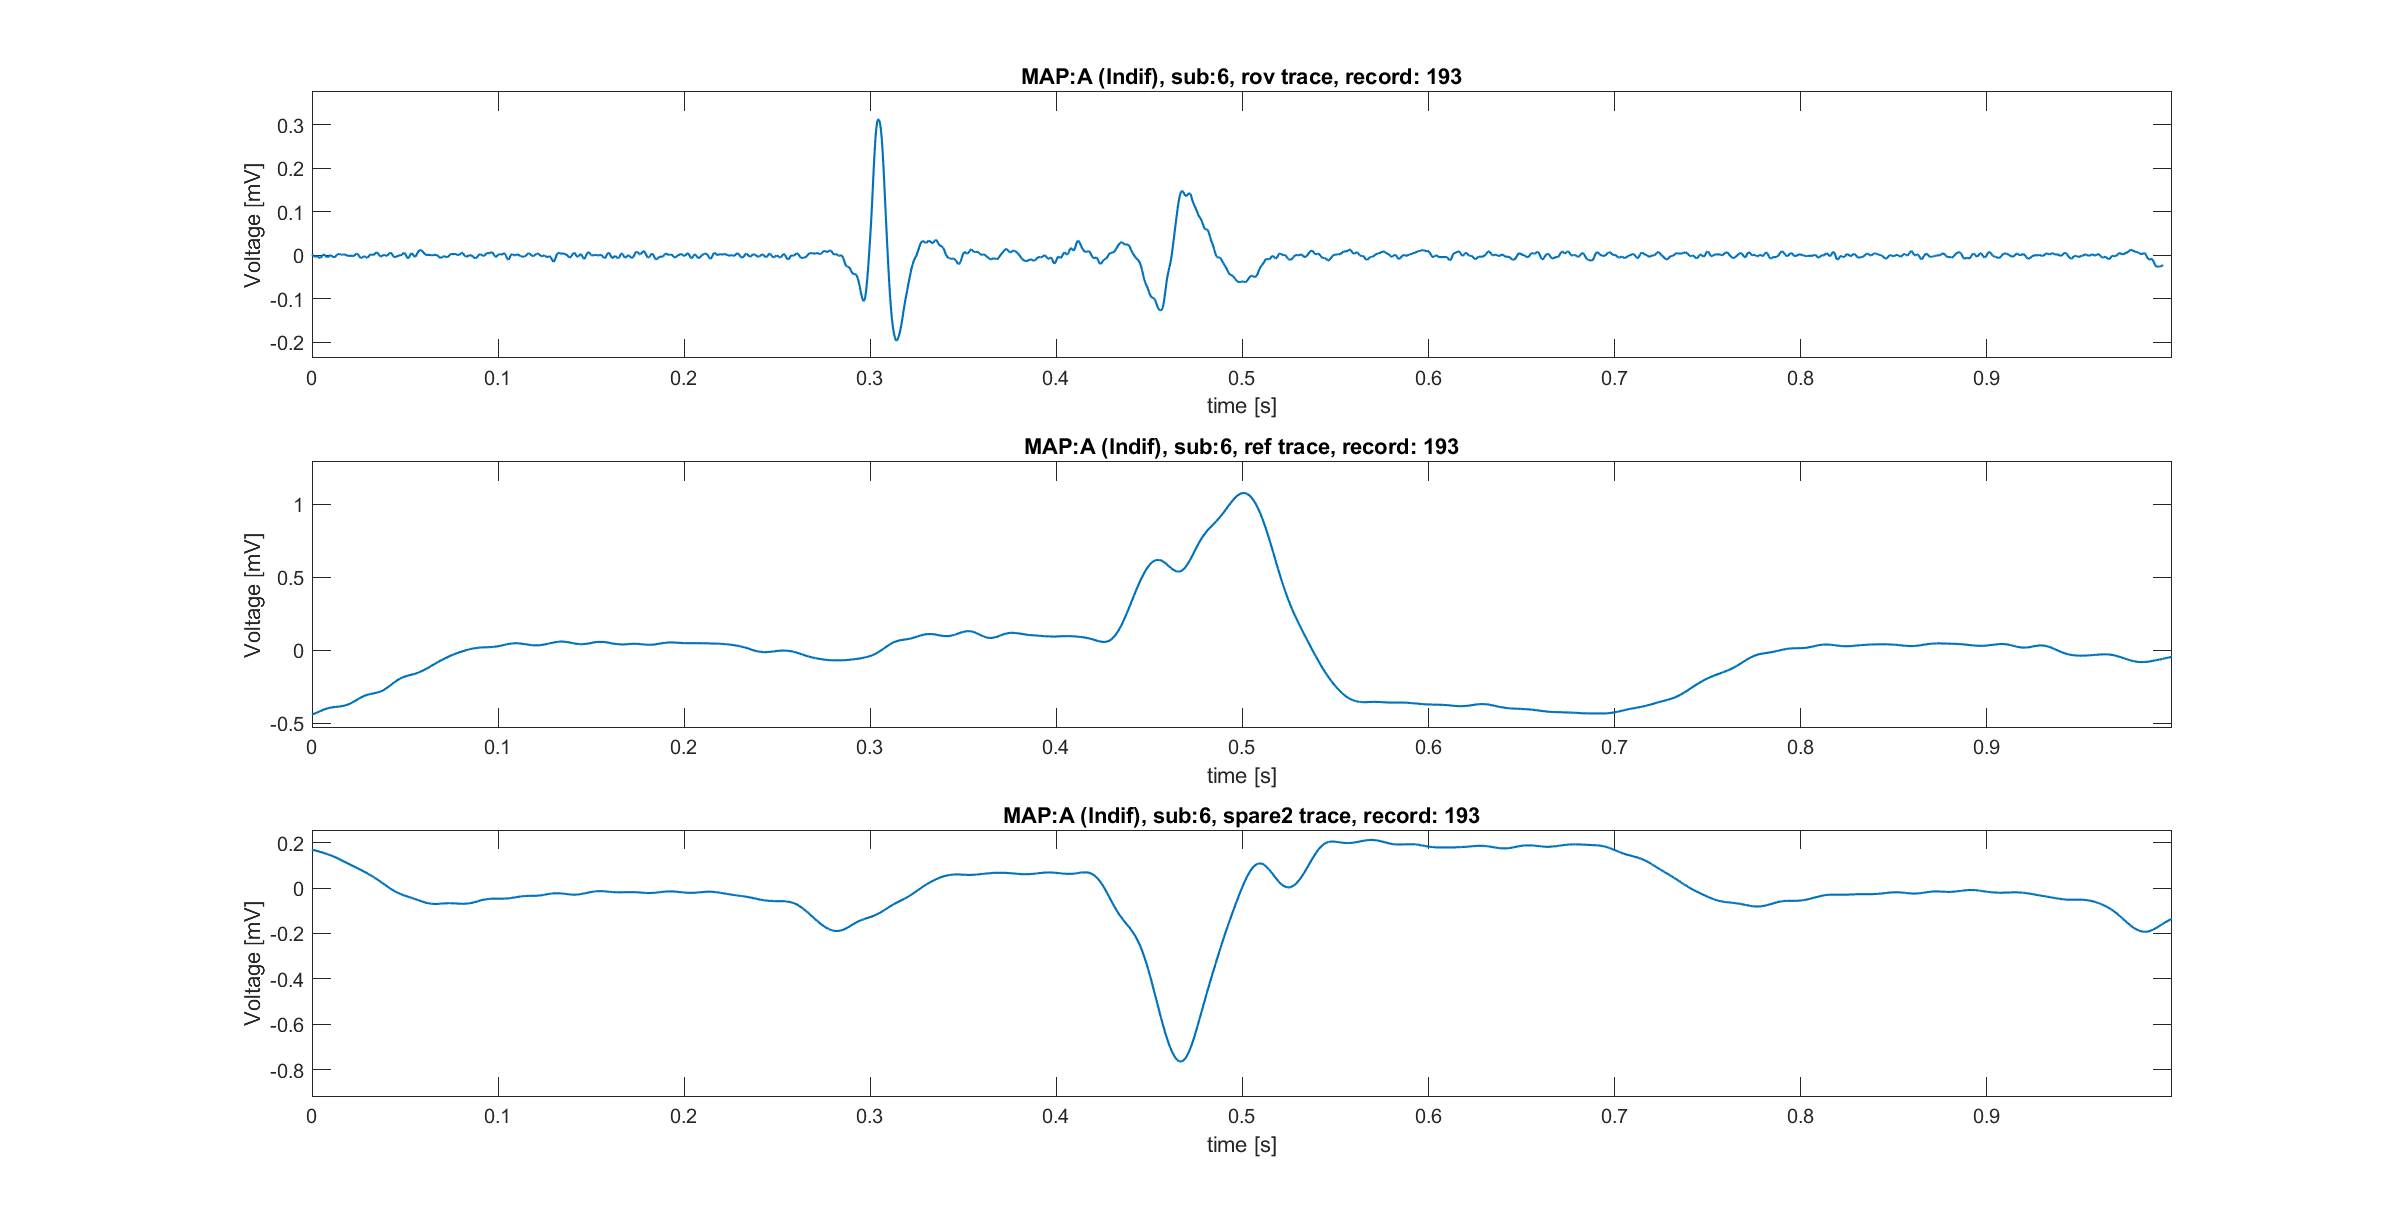 MAP:A (Indif), sub:6, rov trace, record: 193
Voltage [mV]
0.3
0.2
0.1
0
-0.1
-0.2
0 0.1 0.2 0.3 0.4 0.5 0.6 0.7 0.8 0.9
time [s]
MAP:A (Indif), sub:6, ref trace, record: 193
Voltage [mV]
1
0.5
0
-0.5
0 0.1 0.2 0.3 0.4 0.5 0.6 0.7 0.8 0.9
time [s]
MAP:A (Indif), sub:6, spare2 trace, record: 193
Voltage [mV]
0.2
0
-0.2
-0.4
-0.6
-0.8
0 0.1 0.2 0.3 0.4 0.5 0.6 0.7 0.8 0.9
time [s]